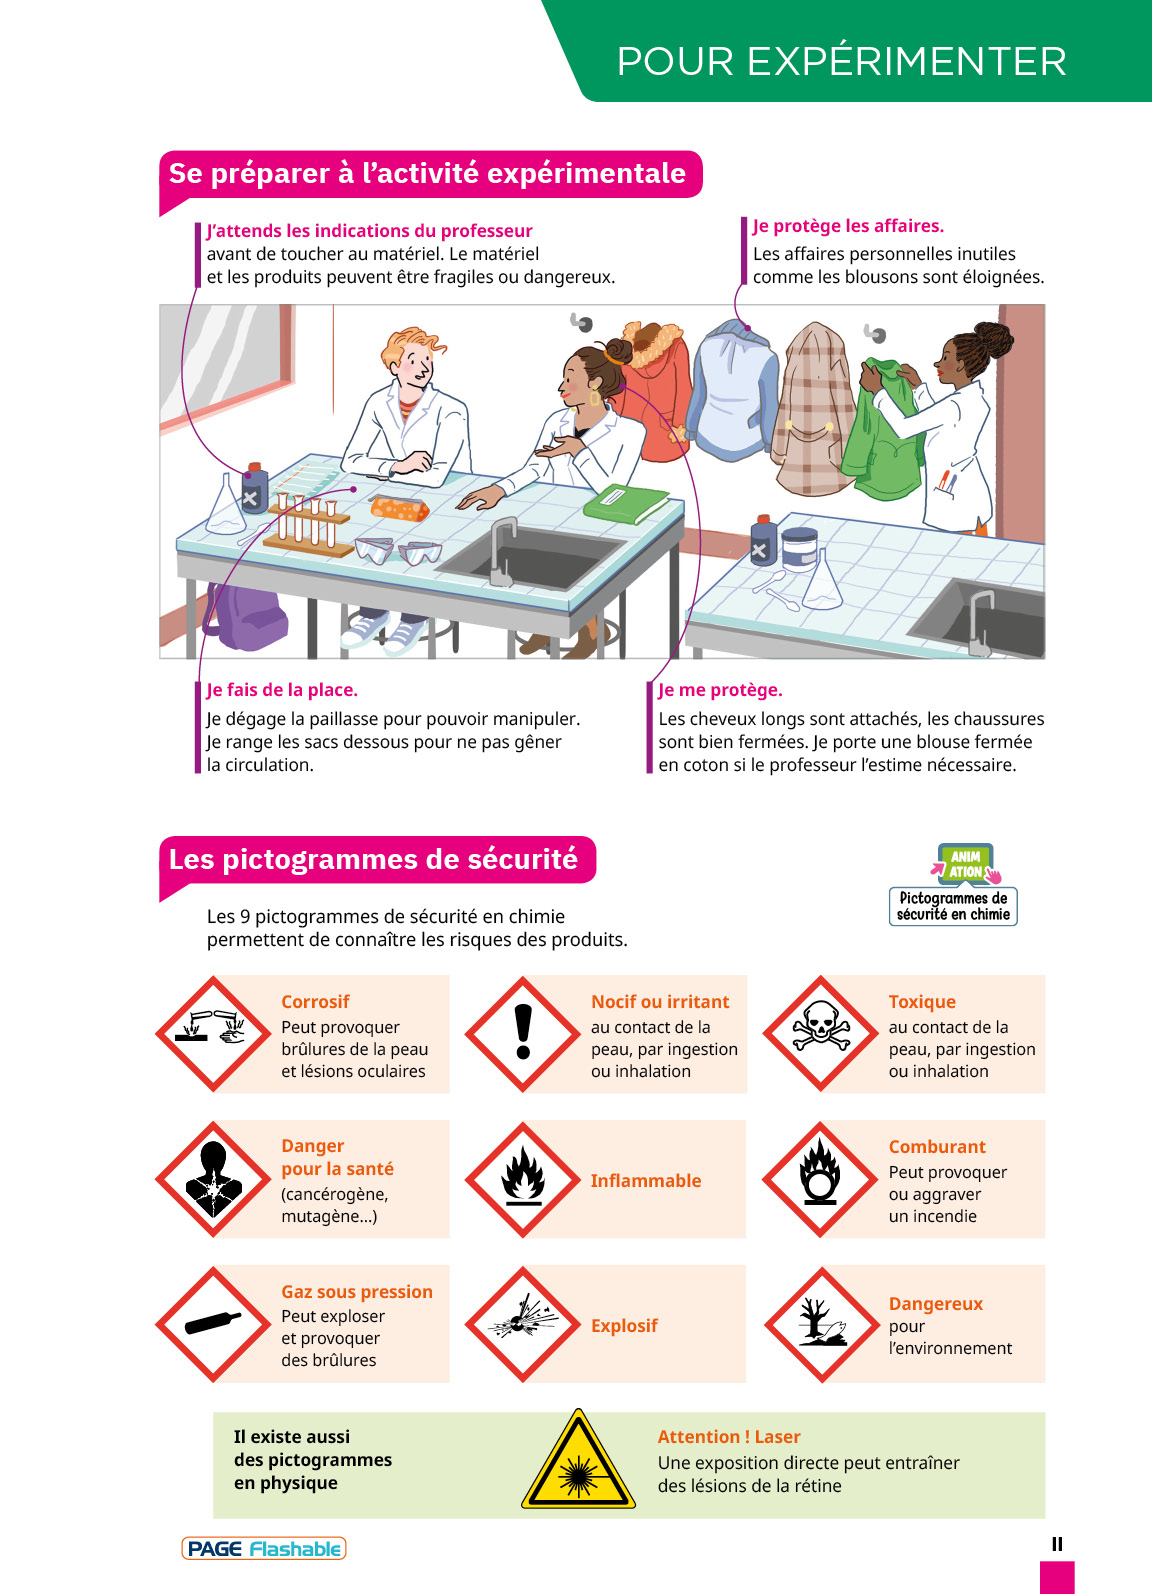 POUR EXPÉRIMENTER
Se préparer à l'activité expérimentale
J'attends les indications du professeur
avant de toucher au matériel. Le matériel
et les produits peuvent être fragiles ou dangereux.
Je protège les affaires.
Les affaires personnelles inutiles
comme les blousons sont éloignées.
Je fais de la place.
Je dégage la paillasse pour pouvoir manipuler.
Je range les sacs dessous pour ne pas gêner
la circulation.
Je me protège.
Les cheveux longs sont attachés, les chaussures
sont bien fermées. Je porte une blouse fermée
en coton si le professeur l'estime nécessaire.
Les pictogrammes de sécurité
ANIM
ATION
Pictogrammes de
sécurité en chimie
Les 9 pictogrammes de sécurité en chimie
permettent de connaître les risques des produits.
Corrosif
Peut provoquer
brûlures de la peau
et lésions oculaires
Nocif ou irritant
au contact de la
peau, par ingestion
ou inhalation
Toxique
au contact de la
peau, par ingestion
ou inhalation
Danger
pour la santé
(cancérogène,
mutagène...)
Inflammable
Comburant
Peut provoquer
ou aggraver
un incendie
Gaz sous pression
Peut exploser
et provoquer
des brûlures
Explosif
Dangereux
pour
l'environnement
Il existe aussi
des pictogrammes
en physique
Attention ! Laser
Une exposition directe peut entraîner
des lésions de la rétine
PAGE Flashable
II